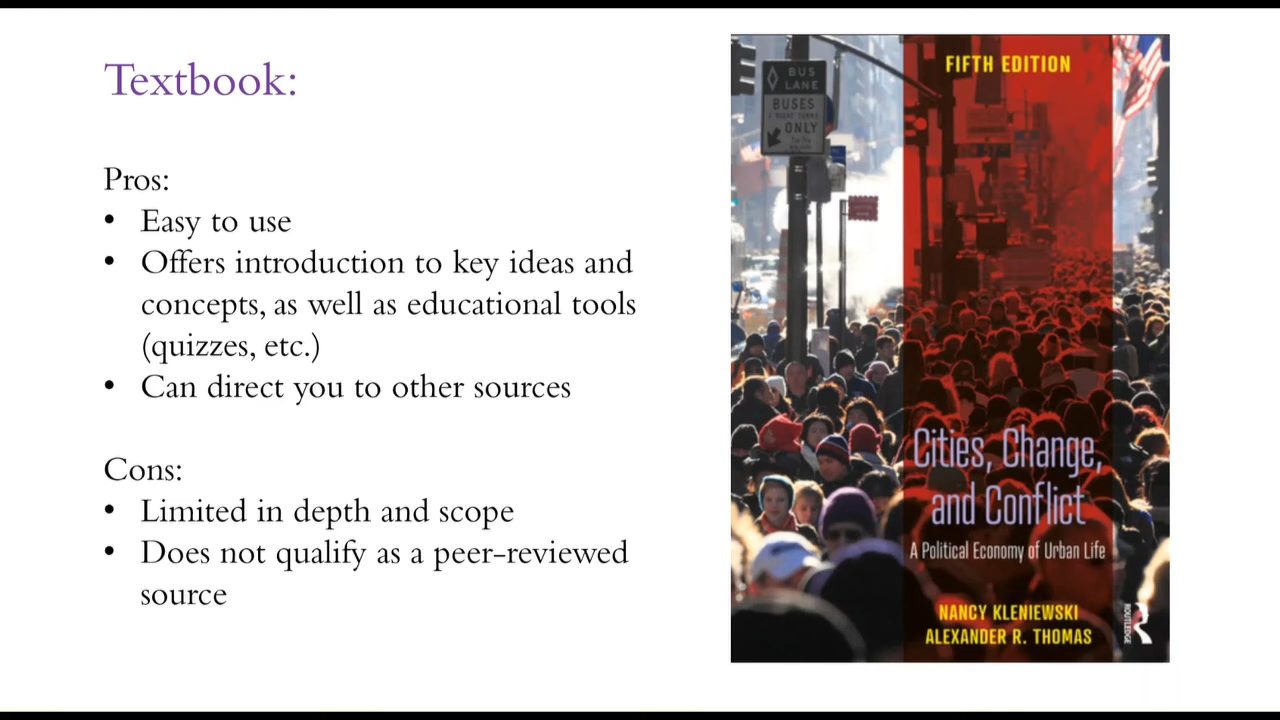 Textbook:
Pros:
• Easy to use
• Offers introduction to key ideas and
concepts, as well as educational tools
(quizzes, etc.)
• Can direct you to other sources
Cons:
• Limited in depth and scope
• Does not qualify as a peer-reviewed
source
FIFTH EDITION
BUS
LANE
BUSES
ONLY
Cities, Change,
and Conflict
A Political Economy of Urban Life
NANCY KLENIEWSKI
ALEXANDER R. THOMAS
ROUTLEDGE